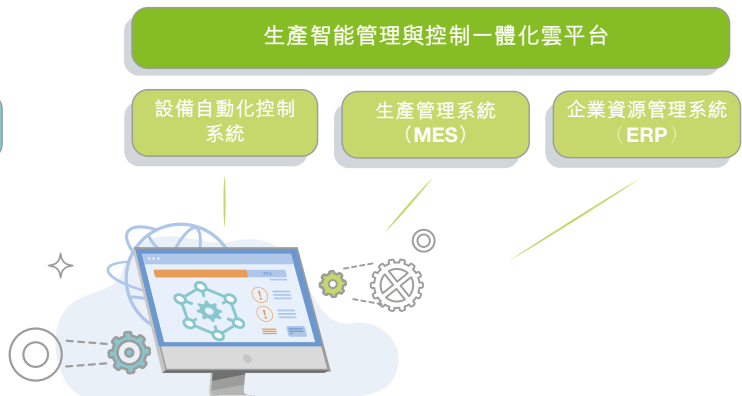 生產智能管理與控制一體化雲平台
設備自動化控制
系統
生產管理系統
（MES）
企業資源管理系統
（ERP）